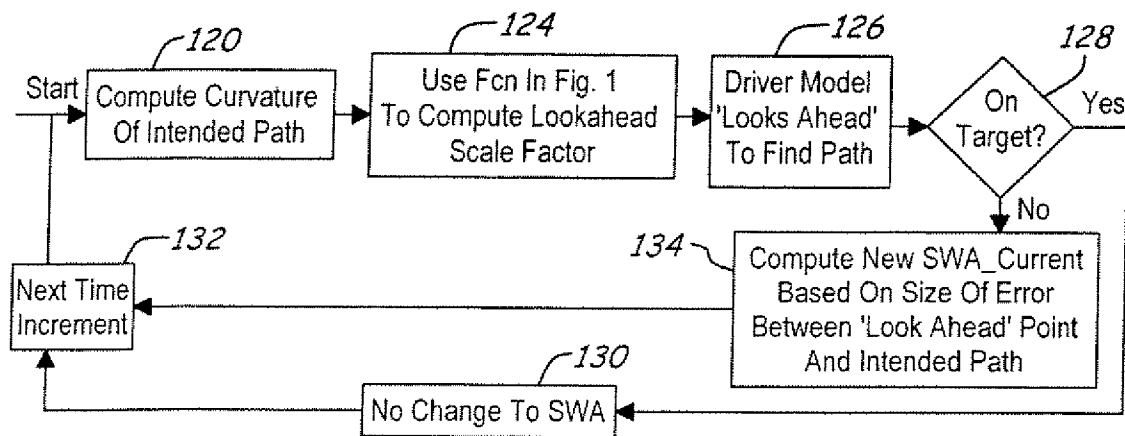 120
124
126
128
Start
Compute Curvature
Of Intended Path
Use Fcn In Fig. 1
To Compute Lookahead
Scale Factor
Driver Model
'Looks Ahead'
To Find Path
On
Target?
Yes
No
132
134
Next Time
Increment
Compute New SWA_Current
Based On Size Of Error
Between 'Look Ahead' Point
And Intended Path
130
No Change To SWA